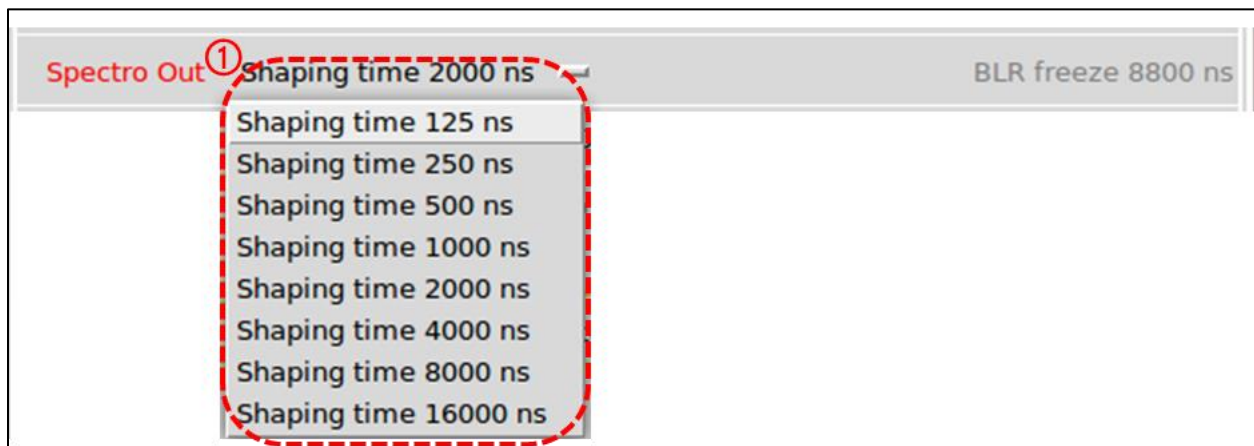 Spectro Out ① Shaping time 2000 ns BLR freeze 8800 ns
Shaping time 125 ns
Shaping time 250 ns
Shaping time 500 ns
Shaping time 1000 ns
Shaping time 2000 ns
Shaping time 4000 ns
Shaping time 8000 ns
Shaping time 16000 ns